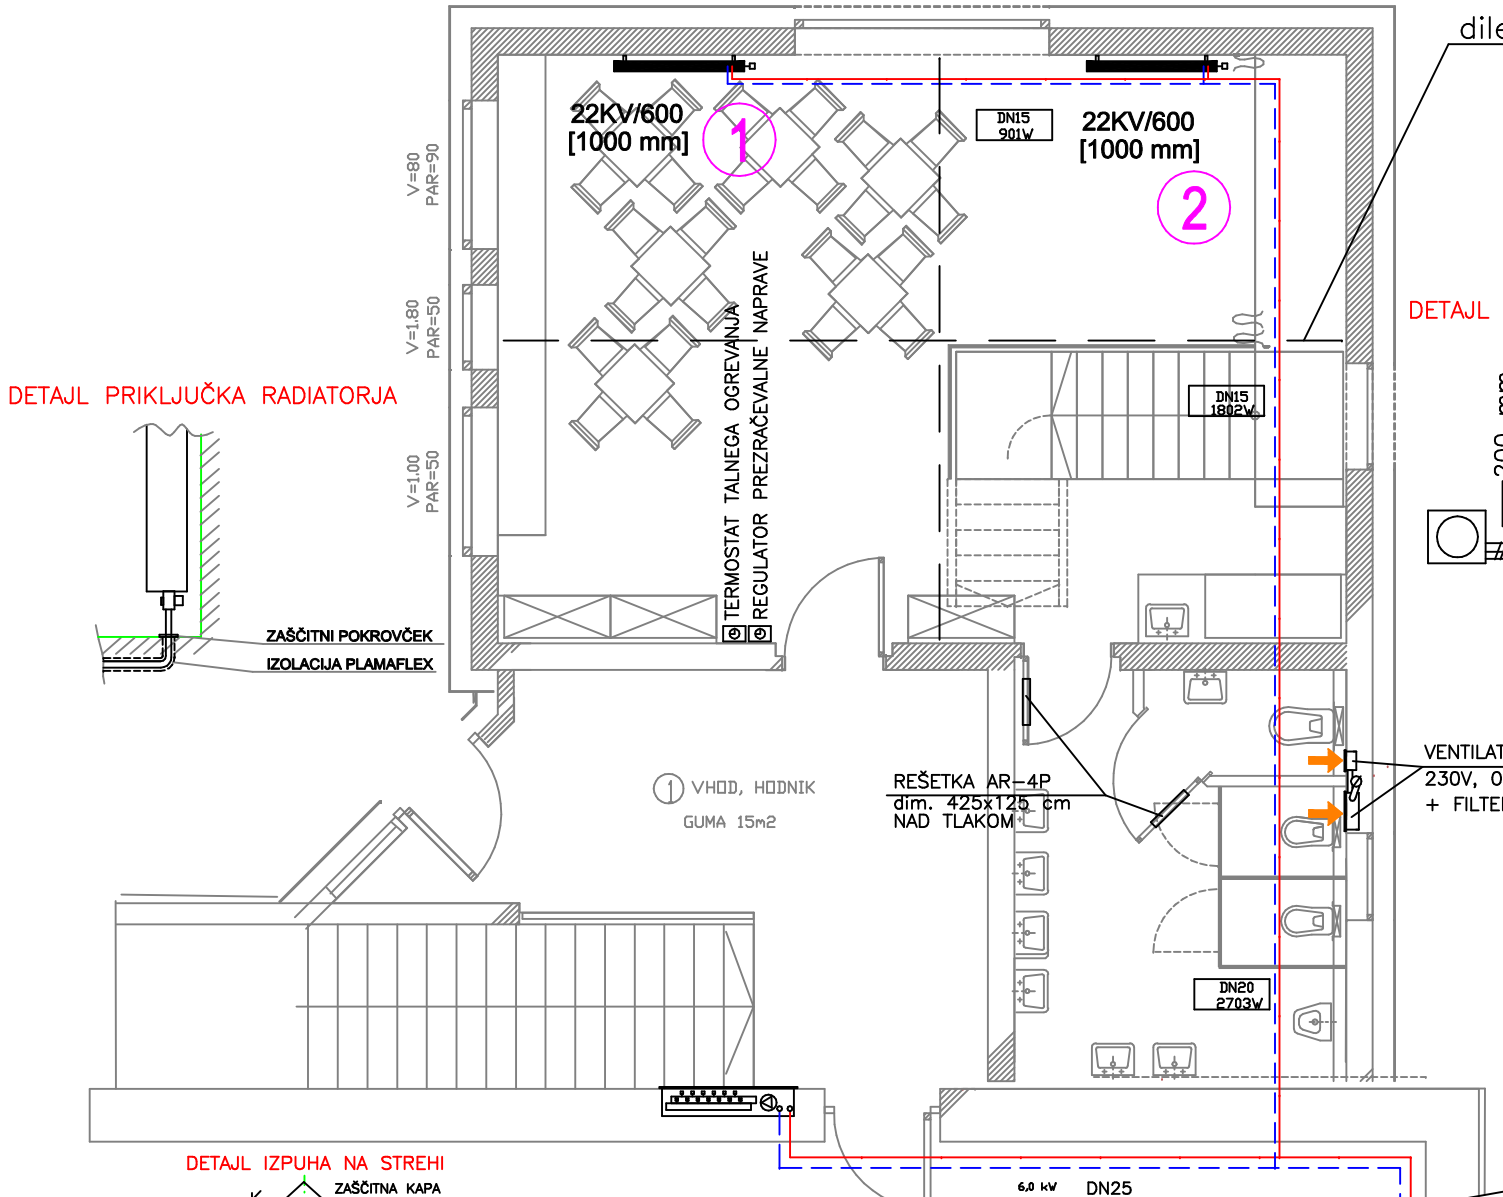 dile
22KV/600
[1000 mm]
1
DN15
901W
22KV/600
[1000 mm]
2
V=80
PAR=90
V=1.80
PAR=50
V=1.00
PAR=50
TERMOSTAT TALNEGA OGREVANJA
REGULATOR PREZRAČEVALNE NAPRAVE
DETAJL
200 mm
DETAJL PRIKLJUČKA RADIATORJA
DN15
1802W
ZAŠČITNI POKROVČEK
IZOLACIJA PLAMAFLEX
1 VHOD, HODNIK
GUMA 15m2
REŠETKA AR-4P
dim. 425x125 cm
NAD TLAKOM
VENTILAT
230V, 0
+ FILTE
DN20
2703W
DETAJL IZPUHA NA STREHI
ZAŠČITNA KAPA
6,0 kW DN25